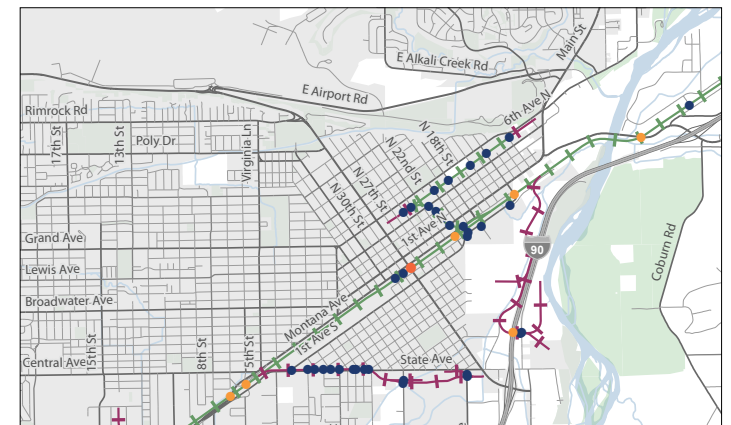 Main St
E Alkali Creek Rd
E Airport Rd
6th Ave N
Rimrock Rd
17th St
13th St
Poly Dr
Virginia Ln
N 18th St
N 22nd St
N 27th St
N 30th St
1st Ave N
Grand Ave
90
Coburn Rd
Lewis Ave
Broadwater Ave
Montana Ave
1st Ave S
15th St
8th St
5th St
Central Ave
State Ave